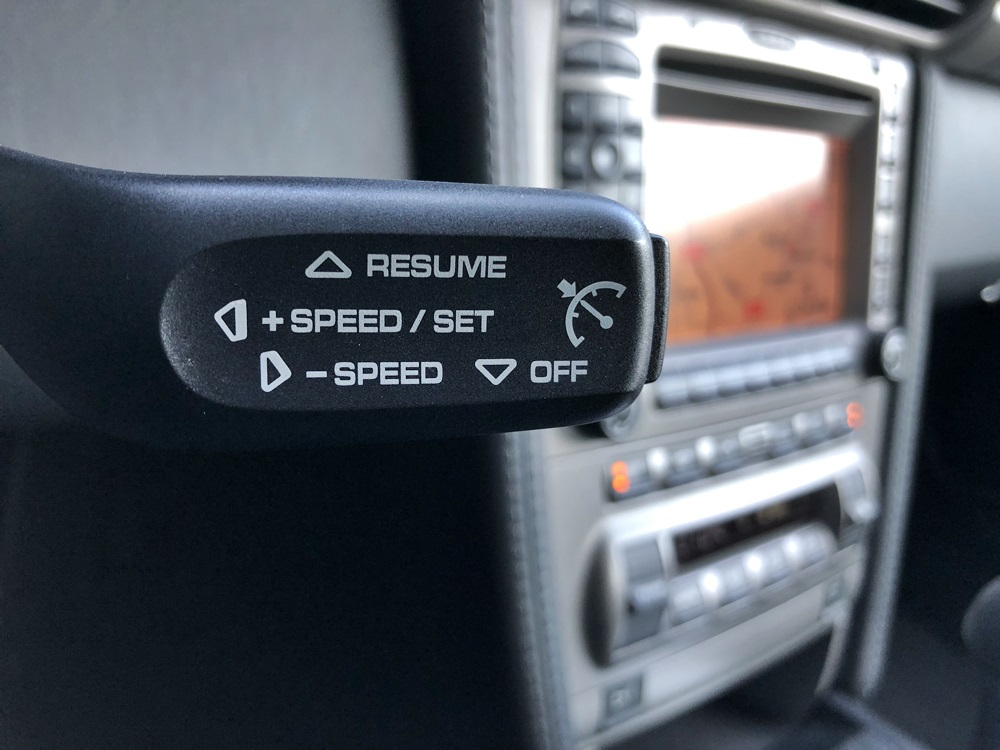 RESUME
+SPEED / SET
-SPEED OFF